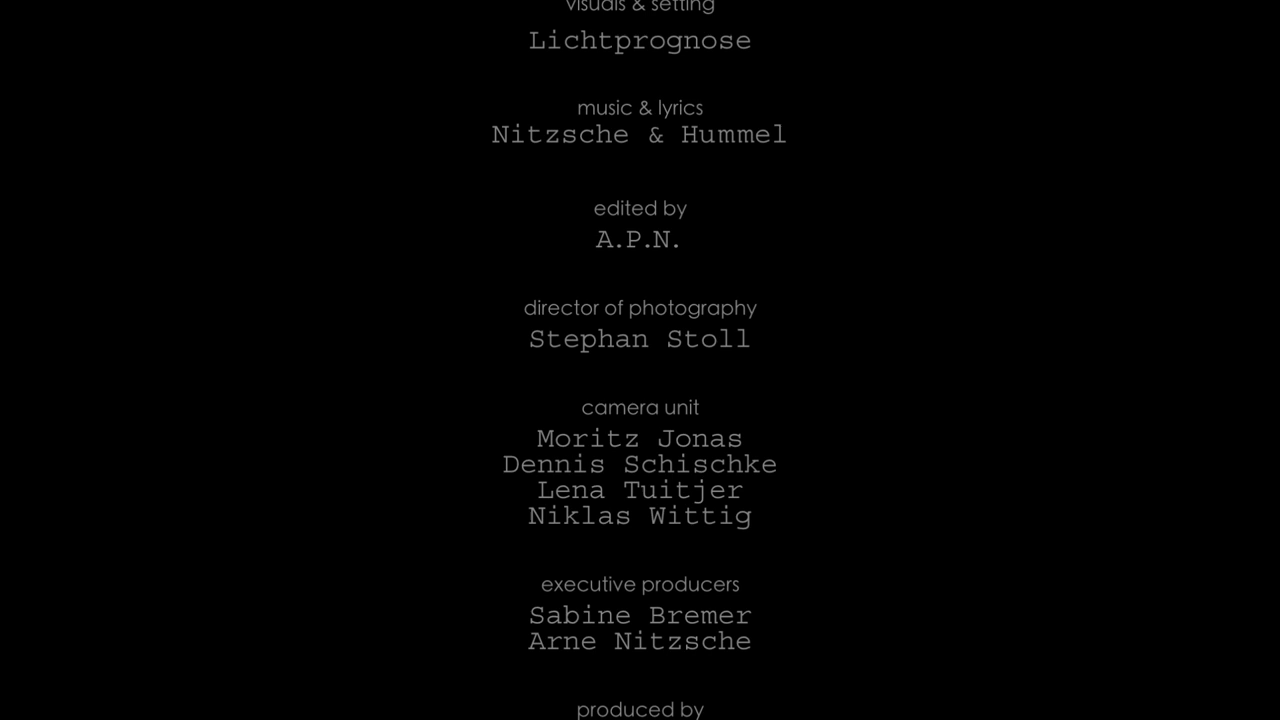 visuals & setting
Lichtprognose
music & lyrics
Nitzsche & Hummel
edited by
A.P.N.
director of photography
Stephan Stoll
camera unit
Moritz Jonas
Dennis Schischke
Lena Tuitjer
Niklas Wittig
executive producers
Sabine Bremer
Arne Nitzsche
produced by